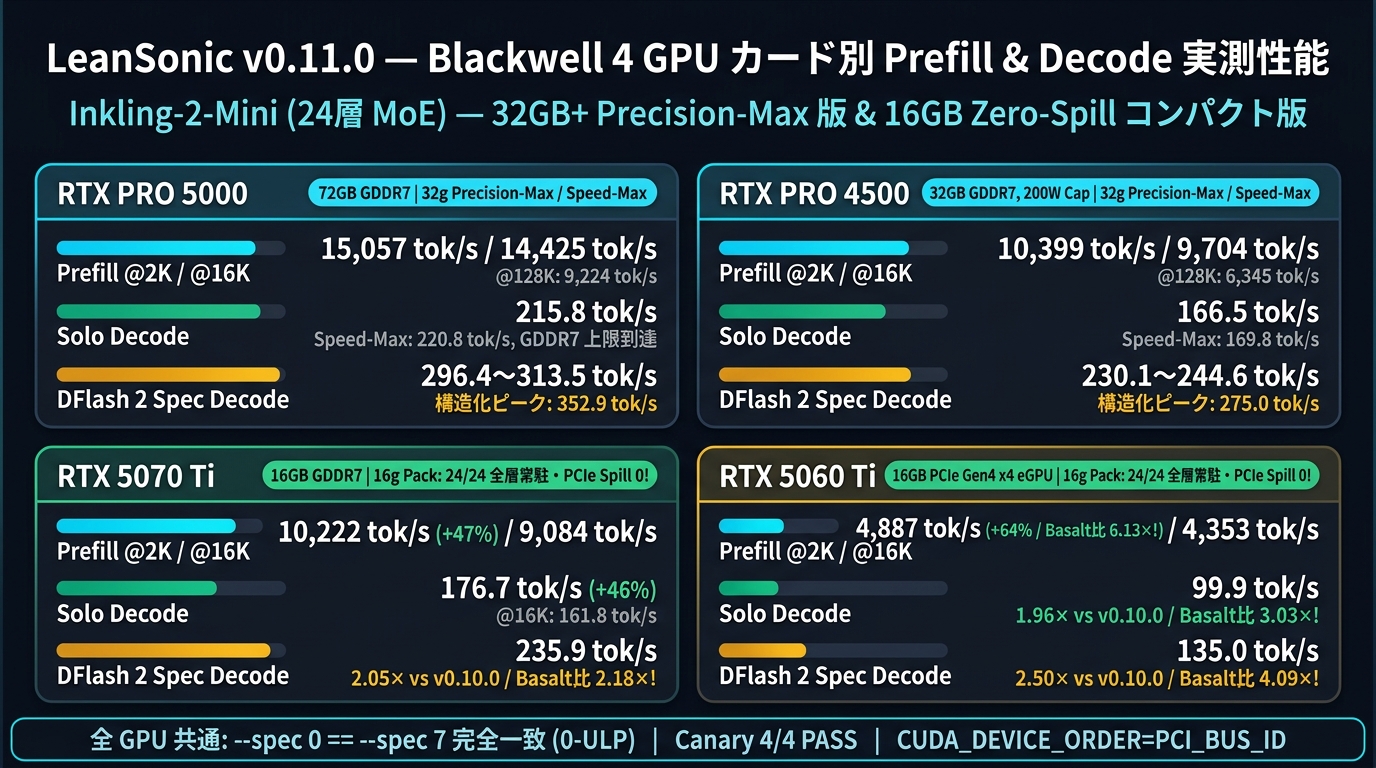 LeanSonic v0.11.0 — Blackwell 4 GPU カード別 Prefill & Decode 実測性能
Inkling-2-Mini (24層 MoE) — 32GB+ Precision-Max 版 & 16GB Zero-Spill コンパクト版
RTX PRO 5000
72GB GDDR7 | 32g Precision-Max / Speed-Max
15,057 tok/s / 14,425 tok/s
Prefill @2K / @16K
@128K: 9,224 tok/s
215.8 tok/s
Solo Decode
Speed-Max: 220.8 tok/s, GDDR7 上限到達
296.4〜313.5 tok/s
DFlash 2 Spec Decode
構造化ピーク: 352.9 tok/s
RTX PRO 4500
32GB GDDR7, 200W Cap | 32g Precision-Max / Speed-Max
10,399 tok/s / 9,704 tok/s
Prefill @2K / @16K
@128K: 6,345 tok/s
166.5 tok/s
Solo Decode
Speed-Max: 169.8 tok/s
230.1〜244.6 tok/s
DFlash 2 Spec Decode
構造化ピーク: 275.0 tok/s
RTX 5070 Ti
16GB GDDR7 | 16g Pack: 24/24 全層常駐・PCIe Spill 0!
10,222 tok/s (+47%) / 9,084 tok/s
Prefill @2K / @16K
176.7 tok/s (+46%)
Solo Decode
@16K: 161.8 tok/s
235.9 tok/s
DFlash 2 Spec Decode
2.05× vs v0.10.0 / Basalt比 2.18×!
RTX 5060 Ti
16GB PCIe Gen4 x4 eGPU | 16g Pack: 24/24 全層常駐・PCIe Spill 0!
4,887 tok/s (+64% / Basalt比 6.13×!) / 4,353 tok/s
Prefill @2K / @16K
99.9 tok/s
Solo Decode
1.96× vs v0.10.0 / Basalt比 3.03×!
135.0 tok/s
DFlash 2 Spec Decode
2.50× vs v0.10.0 / Basalt比 4.09×!
全 GPU 共通: --spec 0 == --spec 7 完全一致 (0-ULP) | Canary 4/4 PASS | CUDA_DEVICE_ORDER=PCI_BUS_ID